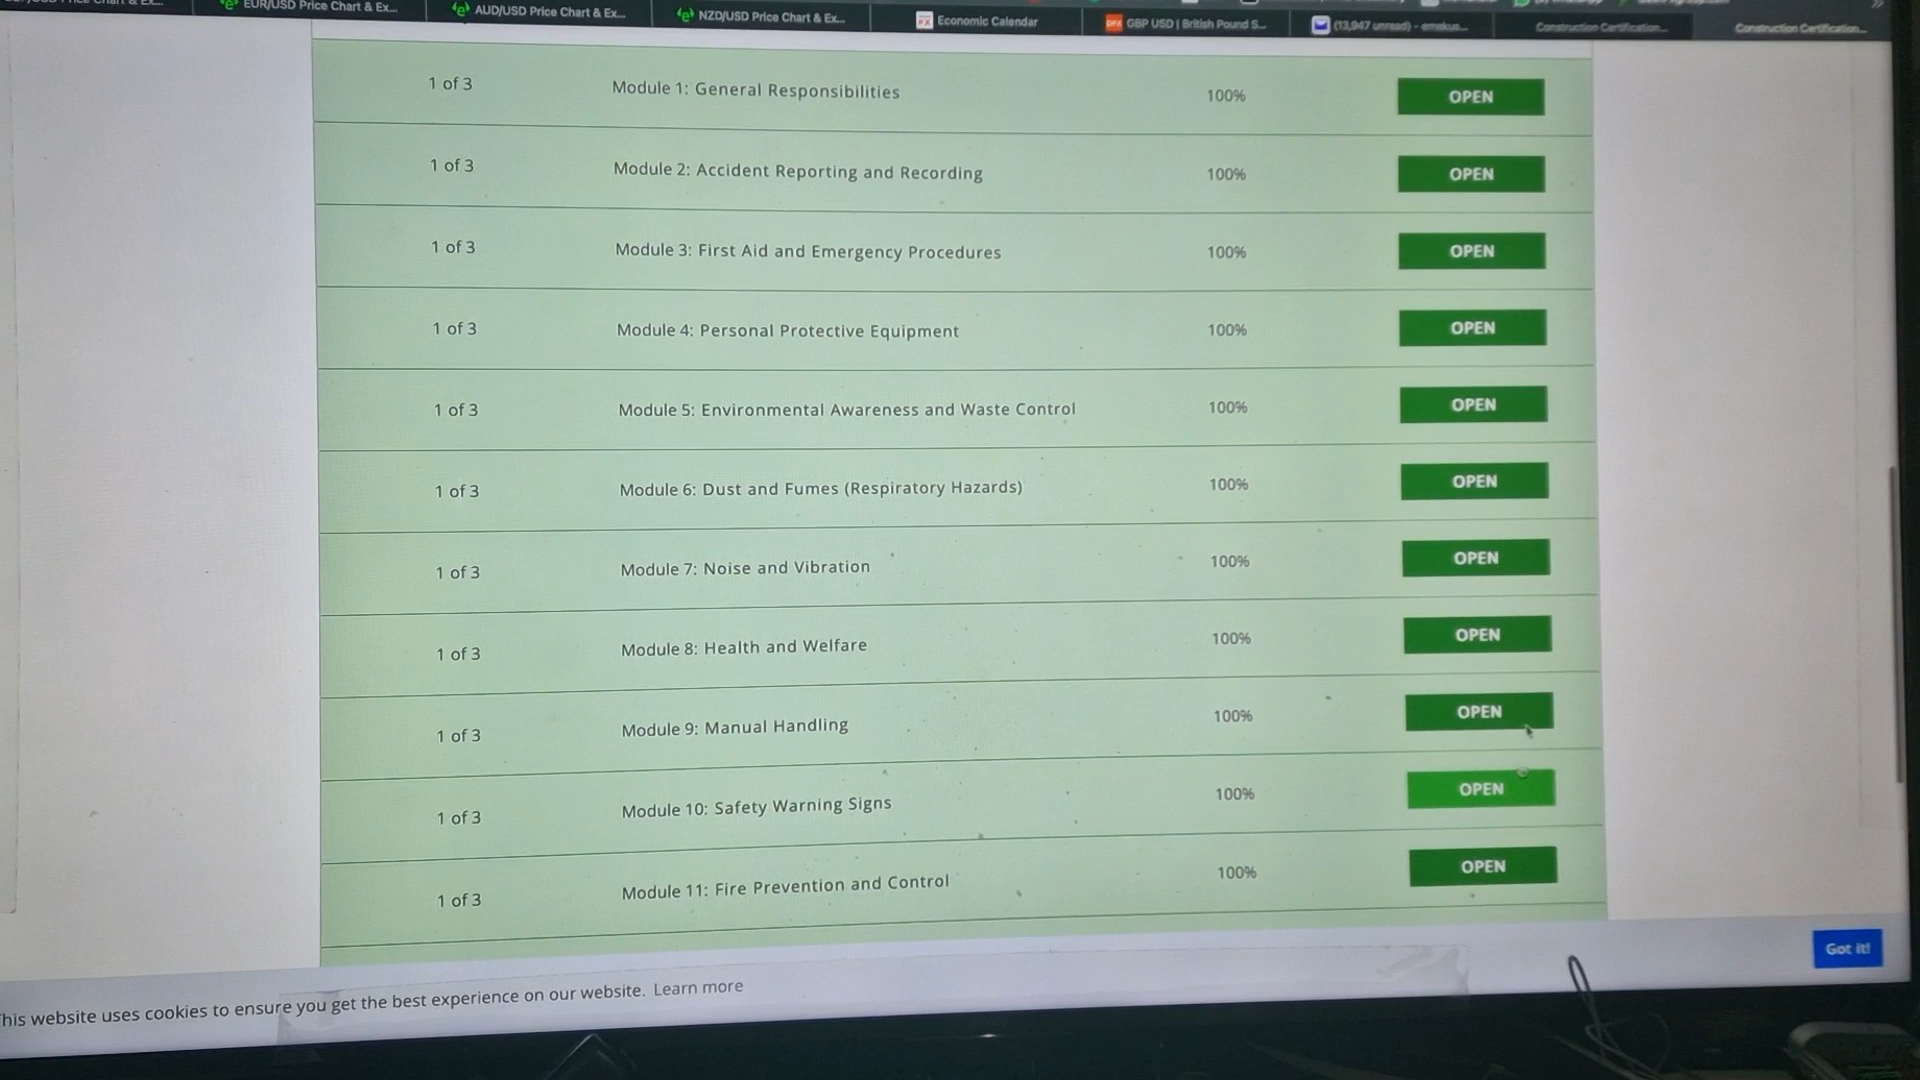 EUR/USD Price Chart & Ex...
AUD/USD Price Chart & Ex...
NZD/USD Price Chart & Ex...
Economic Calendar
GBP USD | British Pound S...
(13,947 unread) - emekus...
Construction Certification...
Construction Certification...
1 of 3 Module 1: General Responsibilities 100% OPEN
1 of 3 Module 2: Accident Reporting and Recording 100% OPEN
1 of 3 Module 3: First Aid and Emergency Procedures 100% OPEN
1 of 3 Module 4: Personal Protective Equipment 100% OPEN
1 of 3 Module 5: Environmental Awareness and Waste Control 100% OPEN
1 of 3 Module 6: Dust and Fumes (Respiratory Hazards) 100% OPEN
1 of 3 Module 7: Noise and Vibration 100% OPEN
1 of 3 Module 8: Health and Welfare 100% OPEN
1 of 3 Module 9: Manual Handling 100% OPEN
1 of 3 Module 10: Safety Warning Signs 100% OPEN
1 of 3 Module 11: Fire Prevention and Control 100% OPEN
his website uses cookies to ensure you get the best experience on our website. Learn more
Got it!